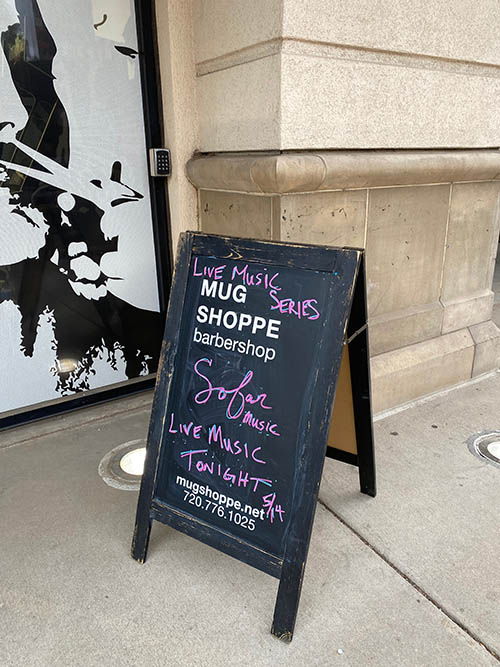 Live Music
Series
MUG
SHOPPE
barbershop
Sofar
Music
Live Music
Tonight
5/14
mugshoppe.net
720.776.1025